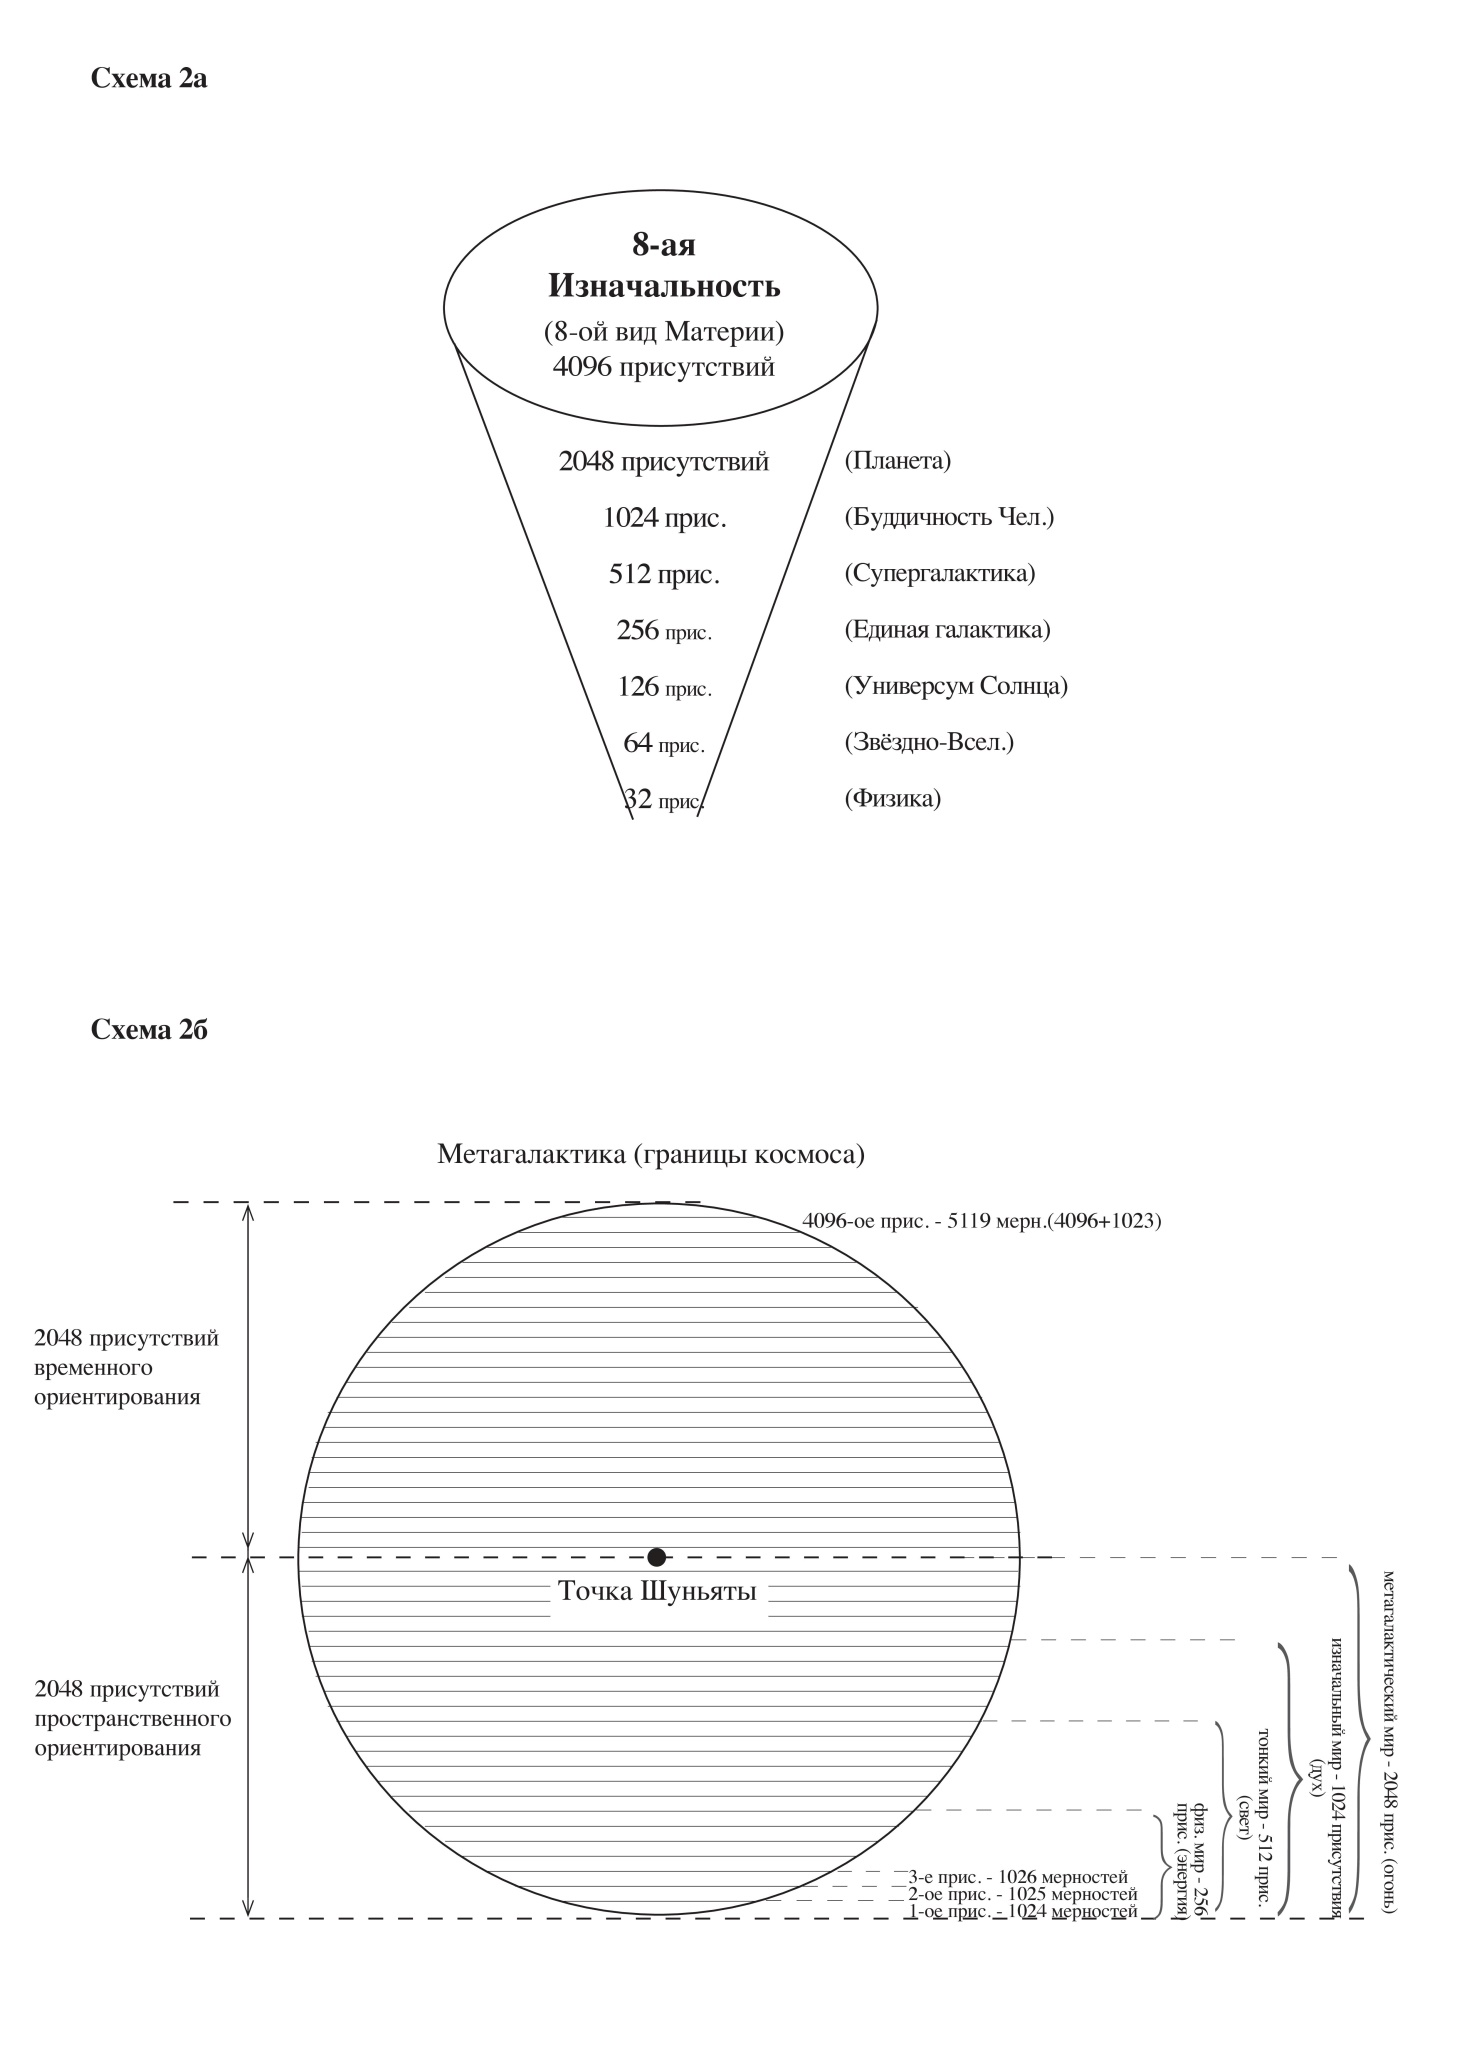 Схема 2а
8-ая
Изначальность
(8-ой вид Материи)
4096 присутствий
2048 присутствий (Планета)
1024 прис. (Буддичность Чел.)
512 прис. (Супергалактика)
256 прис. (Единая галактика)
126 прис. (Универсум Солнца)
64 прис. (Звёздно-Всел.)
32 прис. (Физика)
Схема 2б
Метагалактика (границы космоса)
4096-ое прис. - 5119 мерн.(4096+1023)
2048 присутствий
временного
ориентирования
Точка Шуньяты
2048 присутствий
пространственного
ориентирования
3-е прис. - 1026 мерностей
2-ое прис. - 1025 мерностей
1-ое прис. - 1024 мерностей
физ. мир - 256
прис. (энергия)
тонкий мир - 512 прис.
(свет)
изначальный мир - 1024 присутствия
(дух)
метагалактический мир - 2048 прис. (огонь)